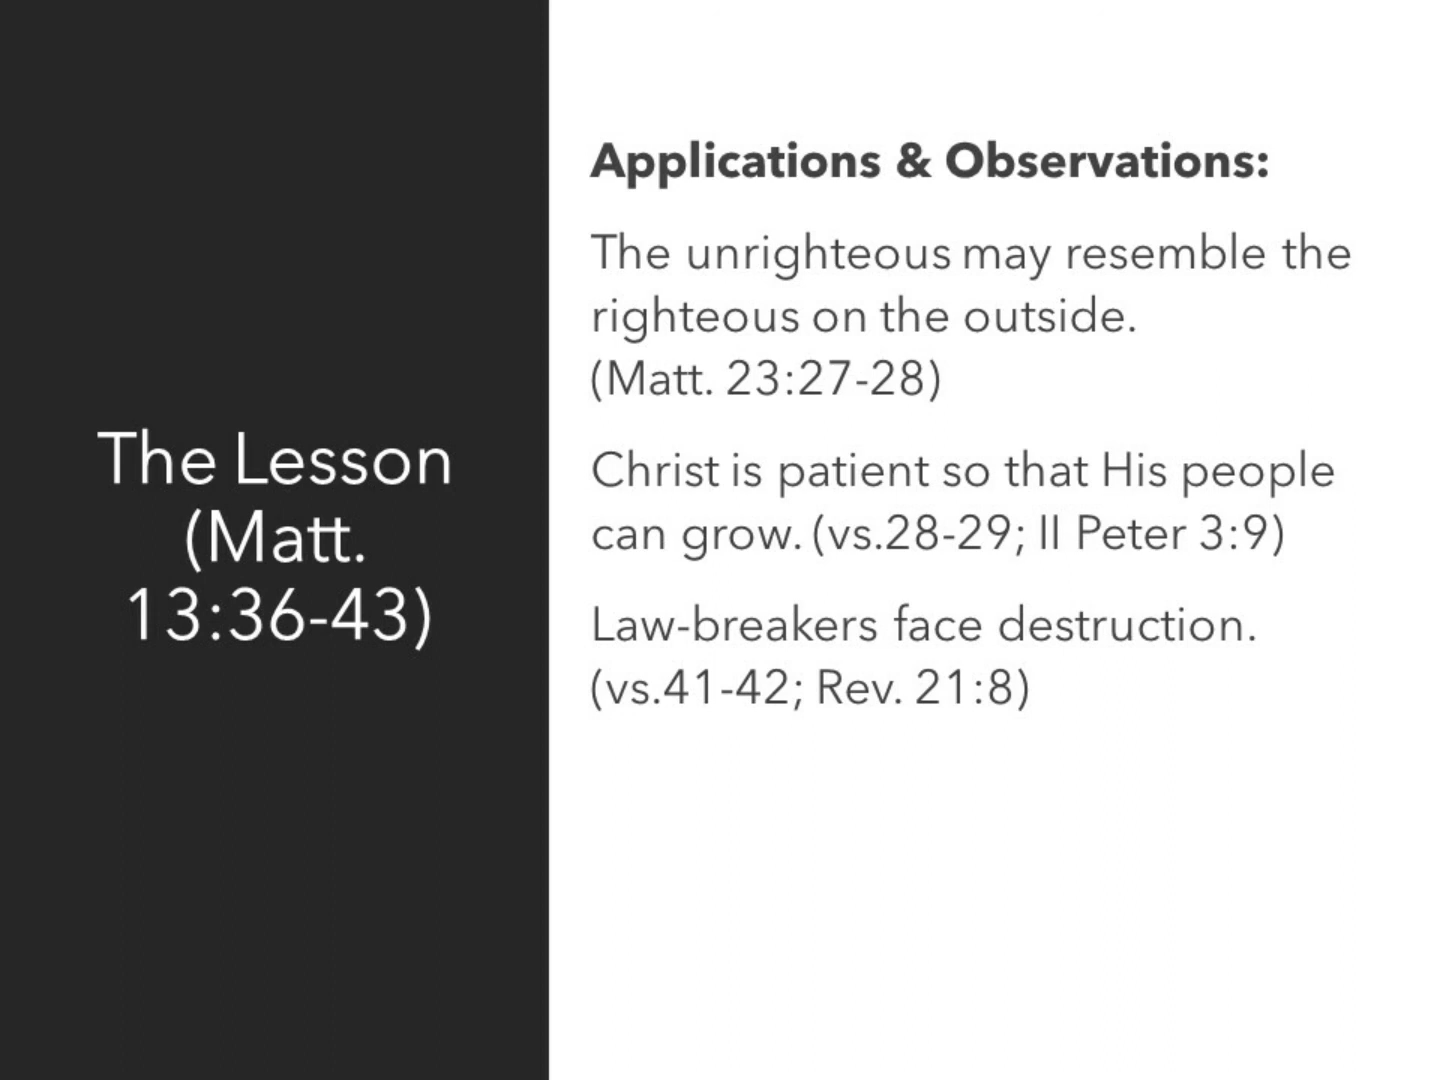 The Lesson
(Matt.
13:36-43)
Applications & Observations:
The unrighteous may resemble the
righteous on the outside.
(Matt. 23:27-28)
Christ is patient so that His people
can grow. (vs.28-29; II Peter 3:9)
Law-breakers face destruction.
(vs.41-42; Rev. 21:8)